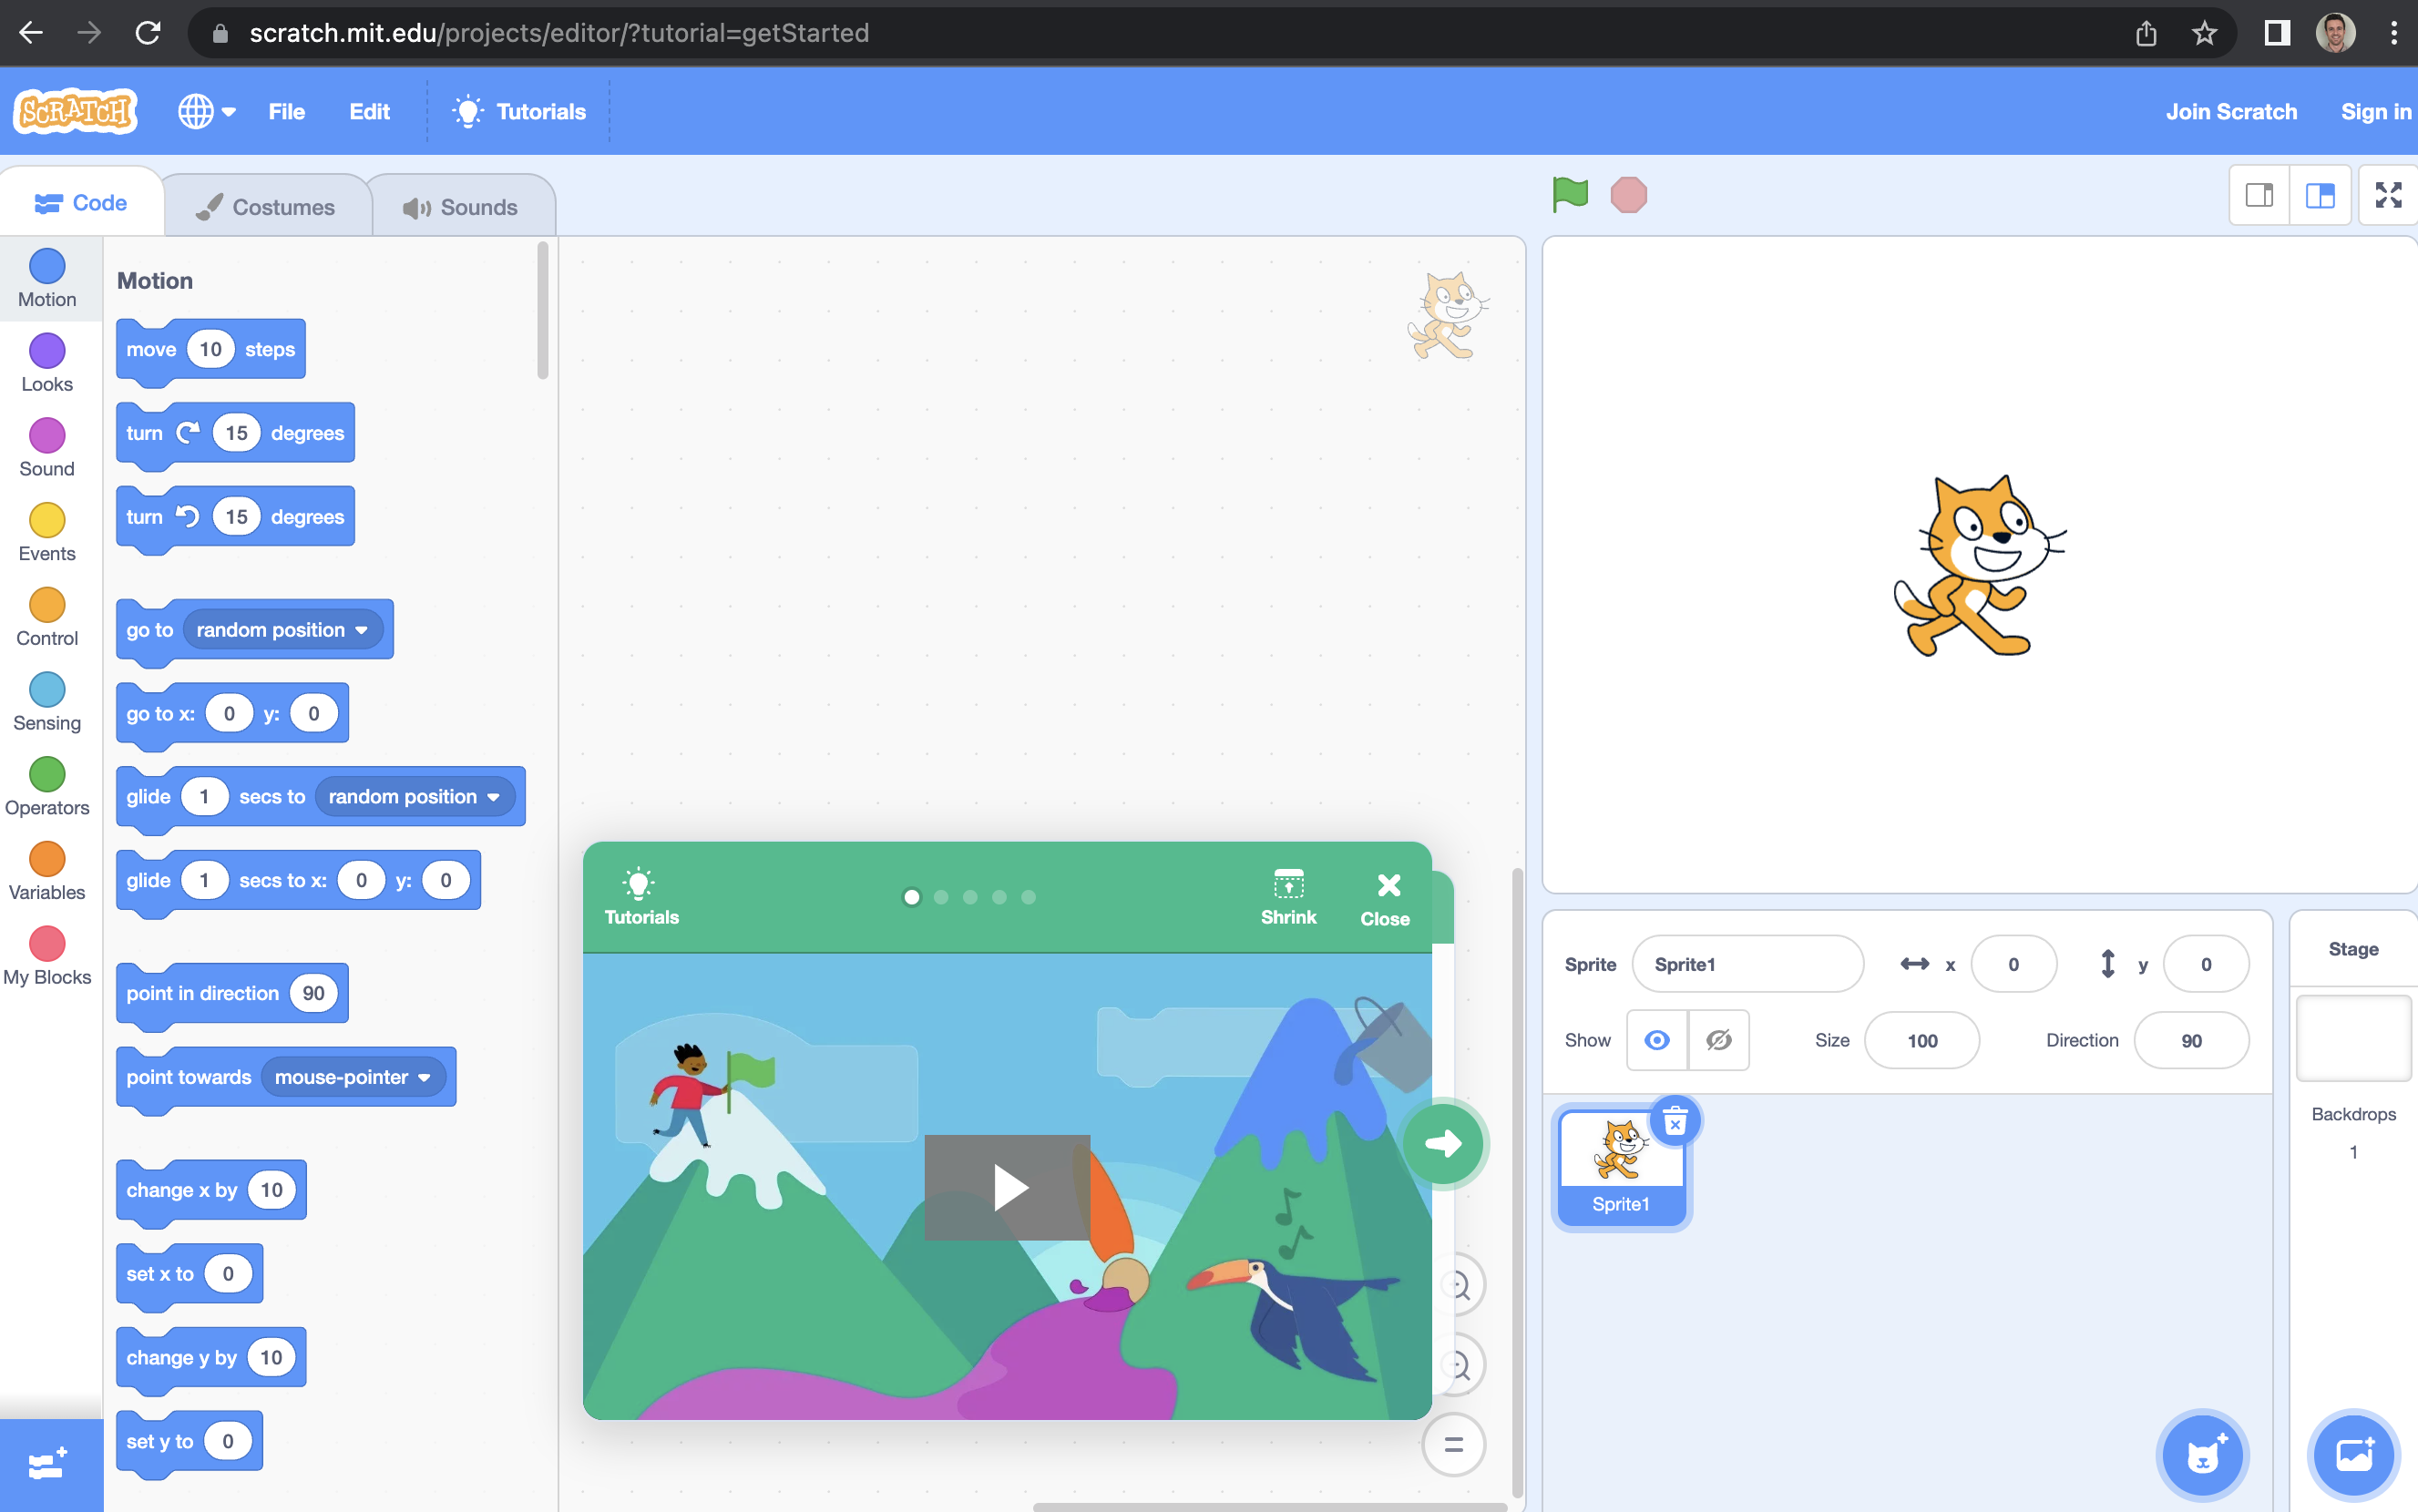 scratch.mit.edu/projects/editor/?tutorial=getStarted
SCRATCH File Edit Tutorials Join Scratch Sign in
Code Costumes Sounds
Motion
Looks
Sound
Events
Control
Sensing
Operators
Variables
My Blocks
Motion
move 10 steps
turn 15 degrees
turn 15 degrees
go to random position
go to x: 0 y: 0
glide 1 secs to random position
glide 1 secs to x: 0 y: 0
point in direction 90
point towards mouse-pointer
change x by 10
set x to 0
change y by 10
set y to 0
Tutorials Shrink Close
Sprite Sprite1 x 0 y 0
Show Size 100 Direction 90
Sprite1
Stage
Backdrops
1